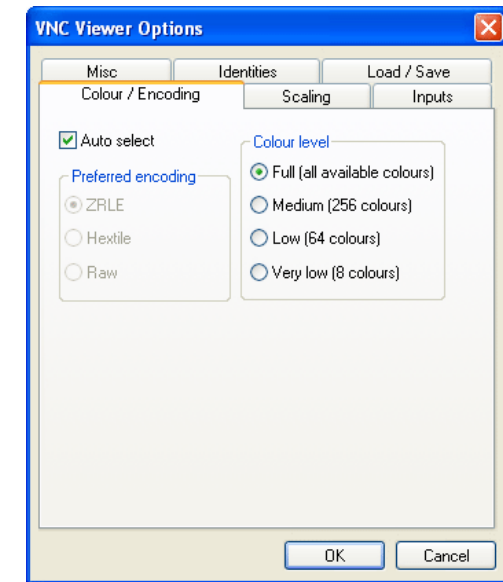 VNC Viewer Options
Misc Identities Load / Save
Colour / Encoding Scaling Inputs
Auto select
Preferred encoding
ZRLE
Hextile
Raw
Colour level
Full (all available colours)
Medium (256 colours)
Low (64 colours)
Very low (8 colours)
OK Cancel